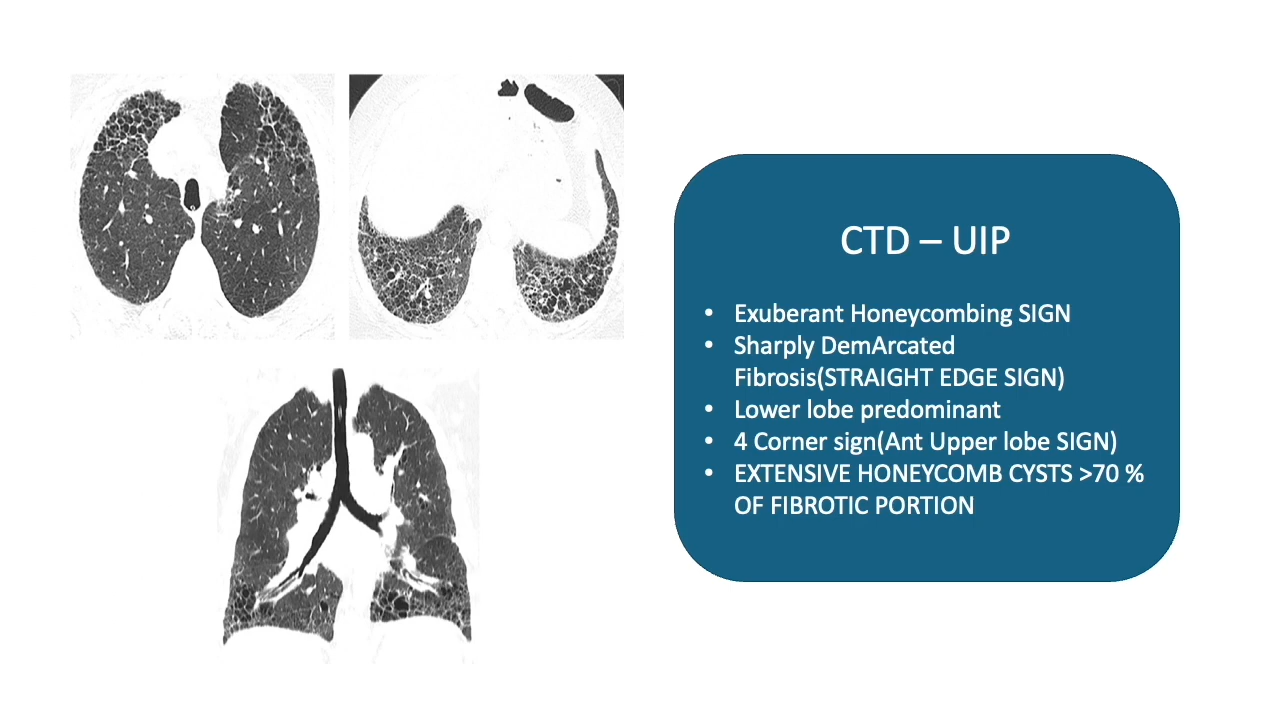 CTD – UIP
• Exuberant Honeycombing SIGN
• Sharply DemArcated
Fibrosis(STRAIGHT EDGE SIGN)
• Lower lobe predominant
• 4 Corner sign(Ant Upper lobe SIGN)
• EXTENSIVE HONEYCOMB CYSTS >70 %
OF FIBROTIC PORTION